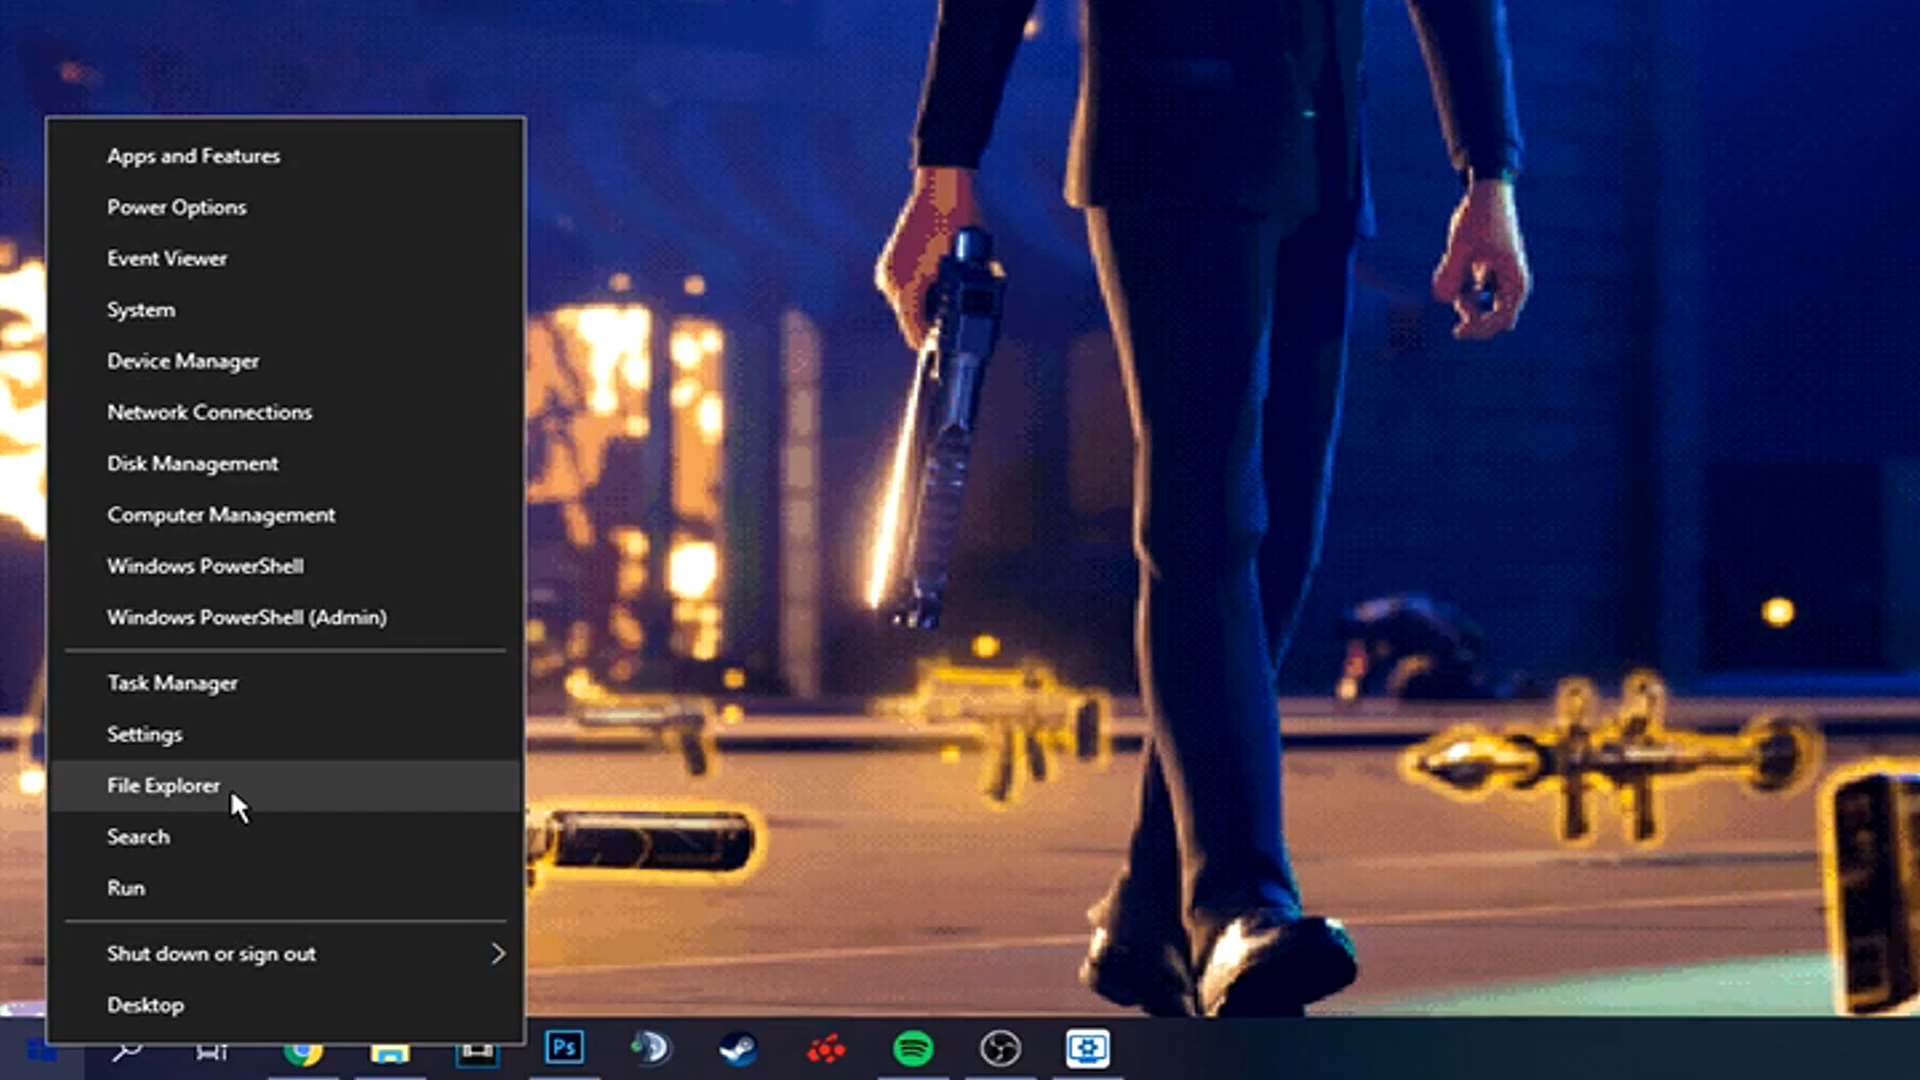 Apps and Features
Power Options
Event Viewer
System
Device Manager
Network Connections
Disk Management
Computer Management
Windows PowerShell
Windows PowerShell (Admin)
Task Manager
Settings
File Explorer
Search
Run
Shut down or sign out
Desktop
Ps